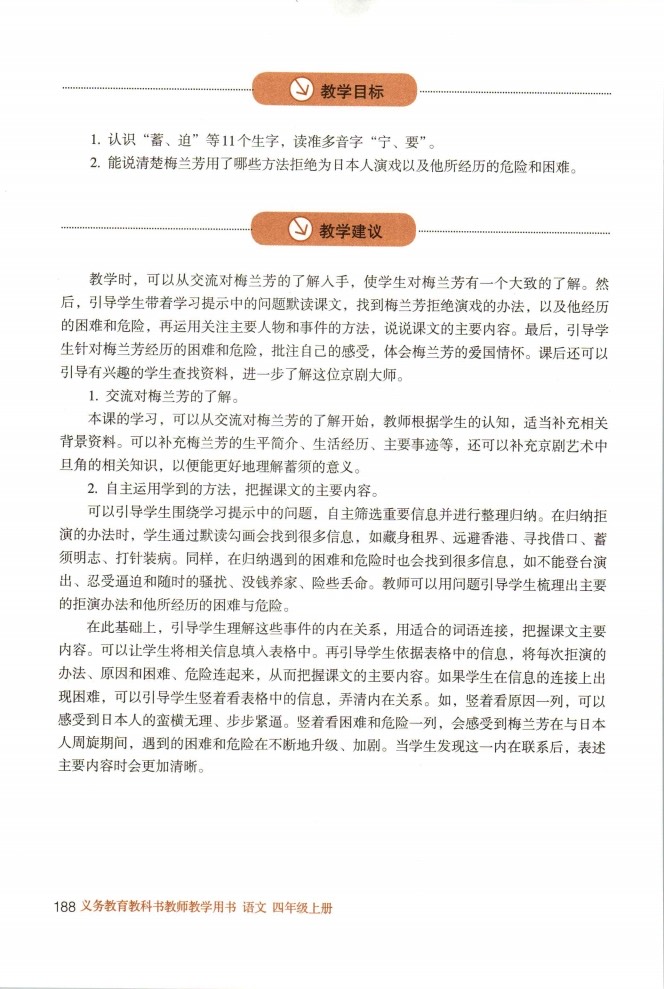 教学目标
1. 认识“蓄、迫”等11个生字，读准多音字“宁、要”。
2. 能说清楚梅兰芳用了哪些方法拒绝为日本人演戏以及他所经历的危险和困难。
教学建议
教学时，可以从交流对梅兰芳的了解入手，使学生对梅兰芳有一个大致的了解。然
后，引导学生带着学习提示中的问题默读课文，找到梅兰芳拒绝演戏的办法，以及他经历
的困难和危险，再运用关注主要人物和事件的方法，说说课文的主要内容。最后，引导学
生针对梅兰芳经历的困难和危险，批注自己的感受，体会梅兰芳的爱国情怀。课后还可以
引导有兴趣的学生查找资料，进一步了解这位京剧大师。
1. 交流对梅兰芳的了解。
本课的学习，可以从交流对梅兰芳的了解开始，教师根据学生的认知，适当补充相关
背景资料。可以补充梅兰芳的生平简介、生活经历、主要事迹等，还可以补充京剧艺术中
旦角的相关知识，以便能更好地理解蓄须的意义。
2. 自主运用学到的方法，把握课文的主要内容。
可以引导学生围绕学习提示中的问题，自主筛选重要信息并进行整理归纳。在归纳拒
演的办法时，学生通过默读勾画会找到很多信息，如藏身租界、远避香港、寻找借口、蓄
须明志、打针装病。同样，在归纳遇到的困难和危险时也会找到很多信息，如不能登台演
出、忍受逼迫和随时的骚扰、没钱养家、险些丢命。教师可以用问题引导学生梳理出主要
的拒演办法和他所经历的困难与危险。
在此基础上，引导学生理解这些事件的内在关系，用适合的词语连接，把握课文主要
内容。可以让学生将相关信息填入表格中。再引导学生依据表格中的信息，将每次拒演的
办法、原因和困难、危险连起来，从而把握课文的主要内容。如果学生在信息的连接上出
现困难，可以引导学生竖着看表格中的信息，弄清内在关系。如，竖着看原因一列，可以
感受到日本人的蛮横无理、步步紧逼。竖着看困难和危险一列，会感受到梅兰芳在与日本
人周旋期间，遇到的困难和危险在不断地升级、加剧。当学生发现这一内在联系后，表述
主要内容时会更加清晰。
188 义务教育教科书教师教学用书 语文 四年级上册